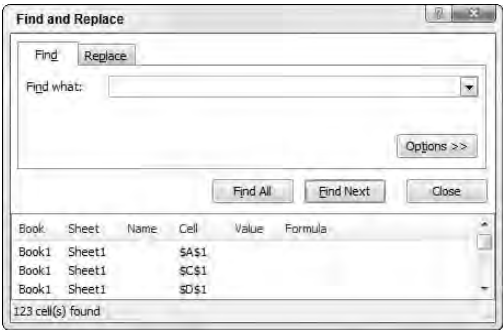 Find and Replace
Find Replace
Find what:
Options >>
Find All Find Next Close
Book Sheet Name Cell Value Formula
Book1 Sheet1 $A$1
Book1 Sheet1 $C$1
Book1 Sheet1 $D$1
123 cell(s) found